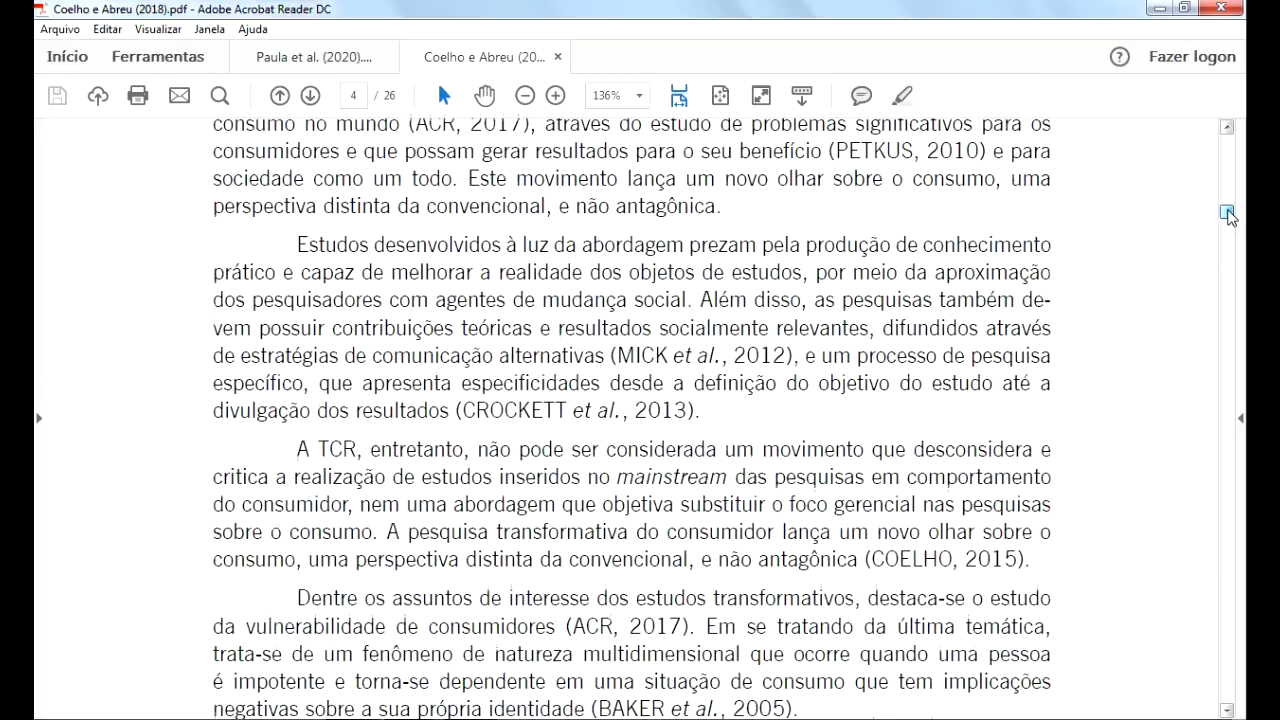 Coelho e Abreu (2018).pdf - Adobe Acrobat Reader DC
Arquivo Editar Visualizar Janela Ajuda
Início Ferramentas Paula et al. (2020).... Coelho e Abreu (20... × ? Fazer logon
4 / 26 136%
consumo no mundo (ACR, 2017), através do estudo de problemas significativos para os
consumidores e que possam gerar resultados para o seu benefício (PETKUS, 2010) e para
sociedade como um todo. Este movimento lança um novo olhar sobre o consumo, uma
perspectiva distinta da convencional, e não antagônica.
Estudos desenvolvidos à luz da abordagem prezam pela produção de conhecimento
prático e capaz de melhorar a realidade dos objetos de estudos, por meio da aproximação
dos pesquisadores com agentes de mudança social. Além disso, as pesquisas também de-
vem possuir contribuições teóricas e resultados socialmente relevantes, difundidos através
de estratégias de comunicação alternativas (MICK et al., 2012), e um processo de pesquisa
específico, que apresenta especificidades desde a definição do objetivo do estudo até a
divulgação dos resultados (CROCKETT et al., 2013).
A TCR, entretanto, não pode ser considerada um movimento que desconsidera e
critica a realização de estudos inseridos no mainstream das pesquisas em comportamento
do consumidor, nem uma abordagem que objetiva substituir o foco gerencial nas pesquisas
sobre o consumo. A pesquisa transformativa do consumidor lança um novo olhar sobre o
consumo, uma perspectiva distinta da convencional, e não antagônica (COELHO, 2015).
Dentre os assuntos de interesse dos estudos transformativos, destaca-se o estudo
da vulnerabilidade de consumidores (ACR, 2017). Em se tratando da última temática,
trata-se de um fenômeno de natureza multidimensional que ocorre quando uma pessoa
é impotente e torna-se dependente em uma situação de consumo que tem implicações
negativas sobre a sua própria identidade (BAKER et al., 2005).